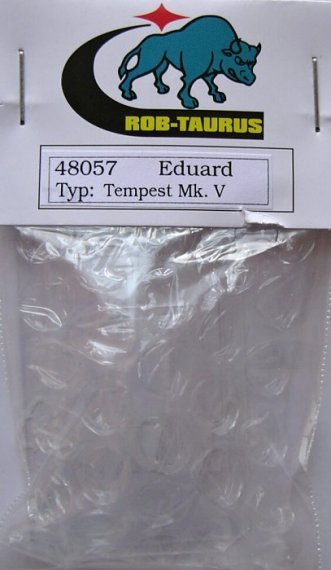 ROB-TAURUS
48057 Eduard
Typ: Tempest Mk. V